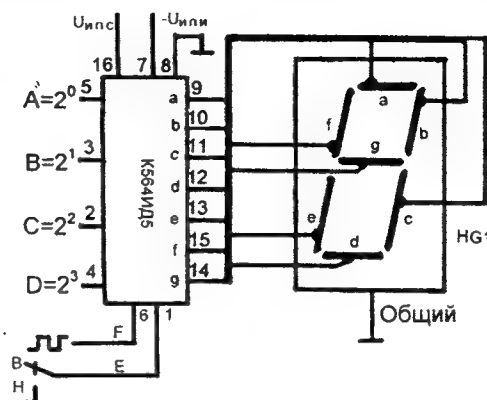 Uипс -Uипи
16 7 8
A=2⁰ 5 a 9
b 10
B=2¹ 3 c 11
d 12
C=2² 2 e 13
f 15
D=2³ 4 g 14
К564ИД5
F 6 1
В E
Н
a
f b
g
e c
d
HG1
Общий